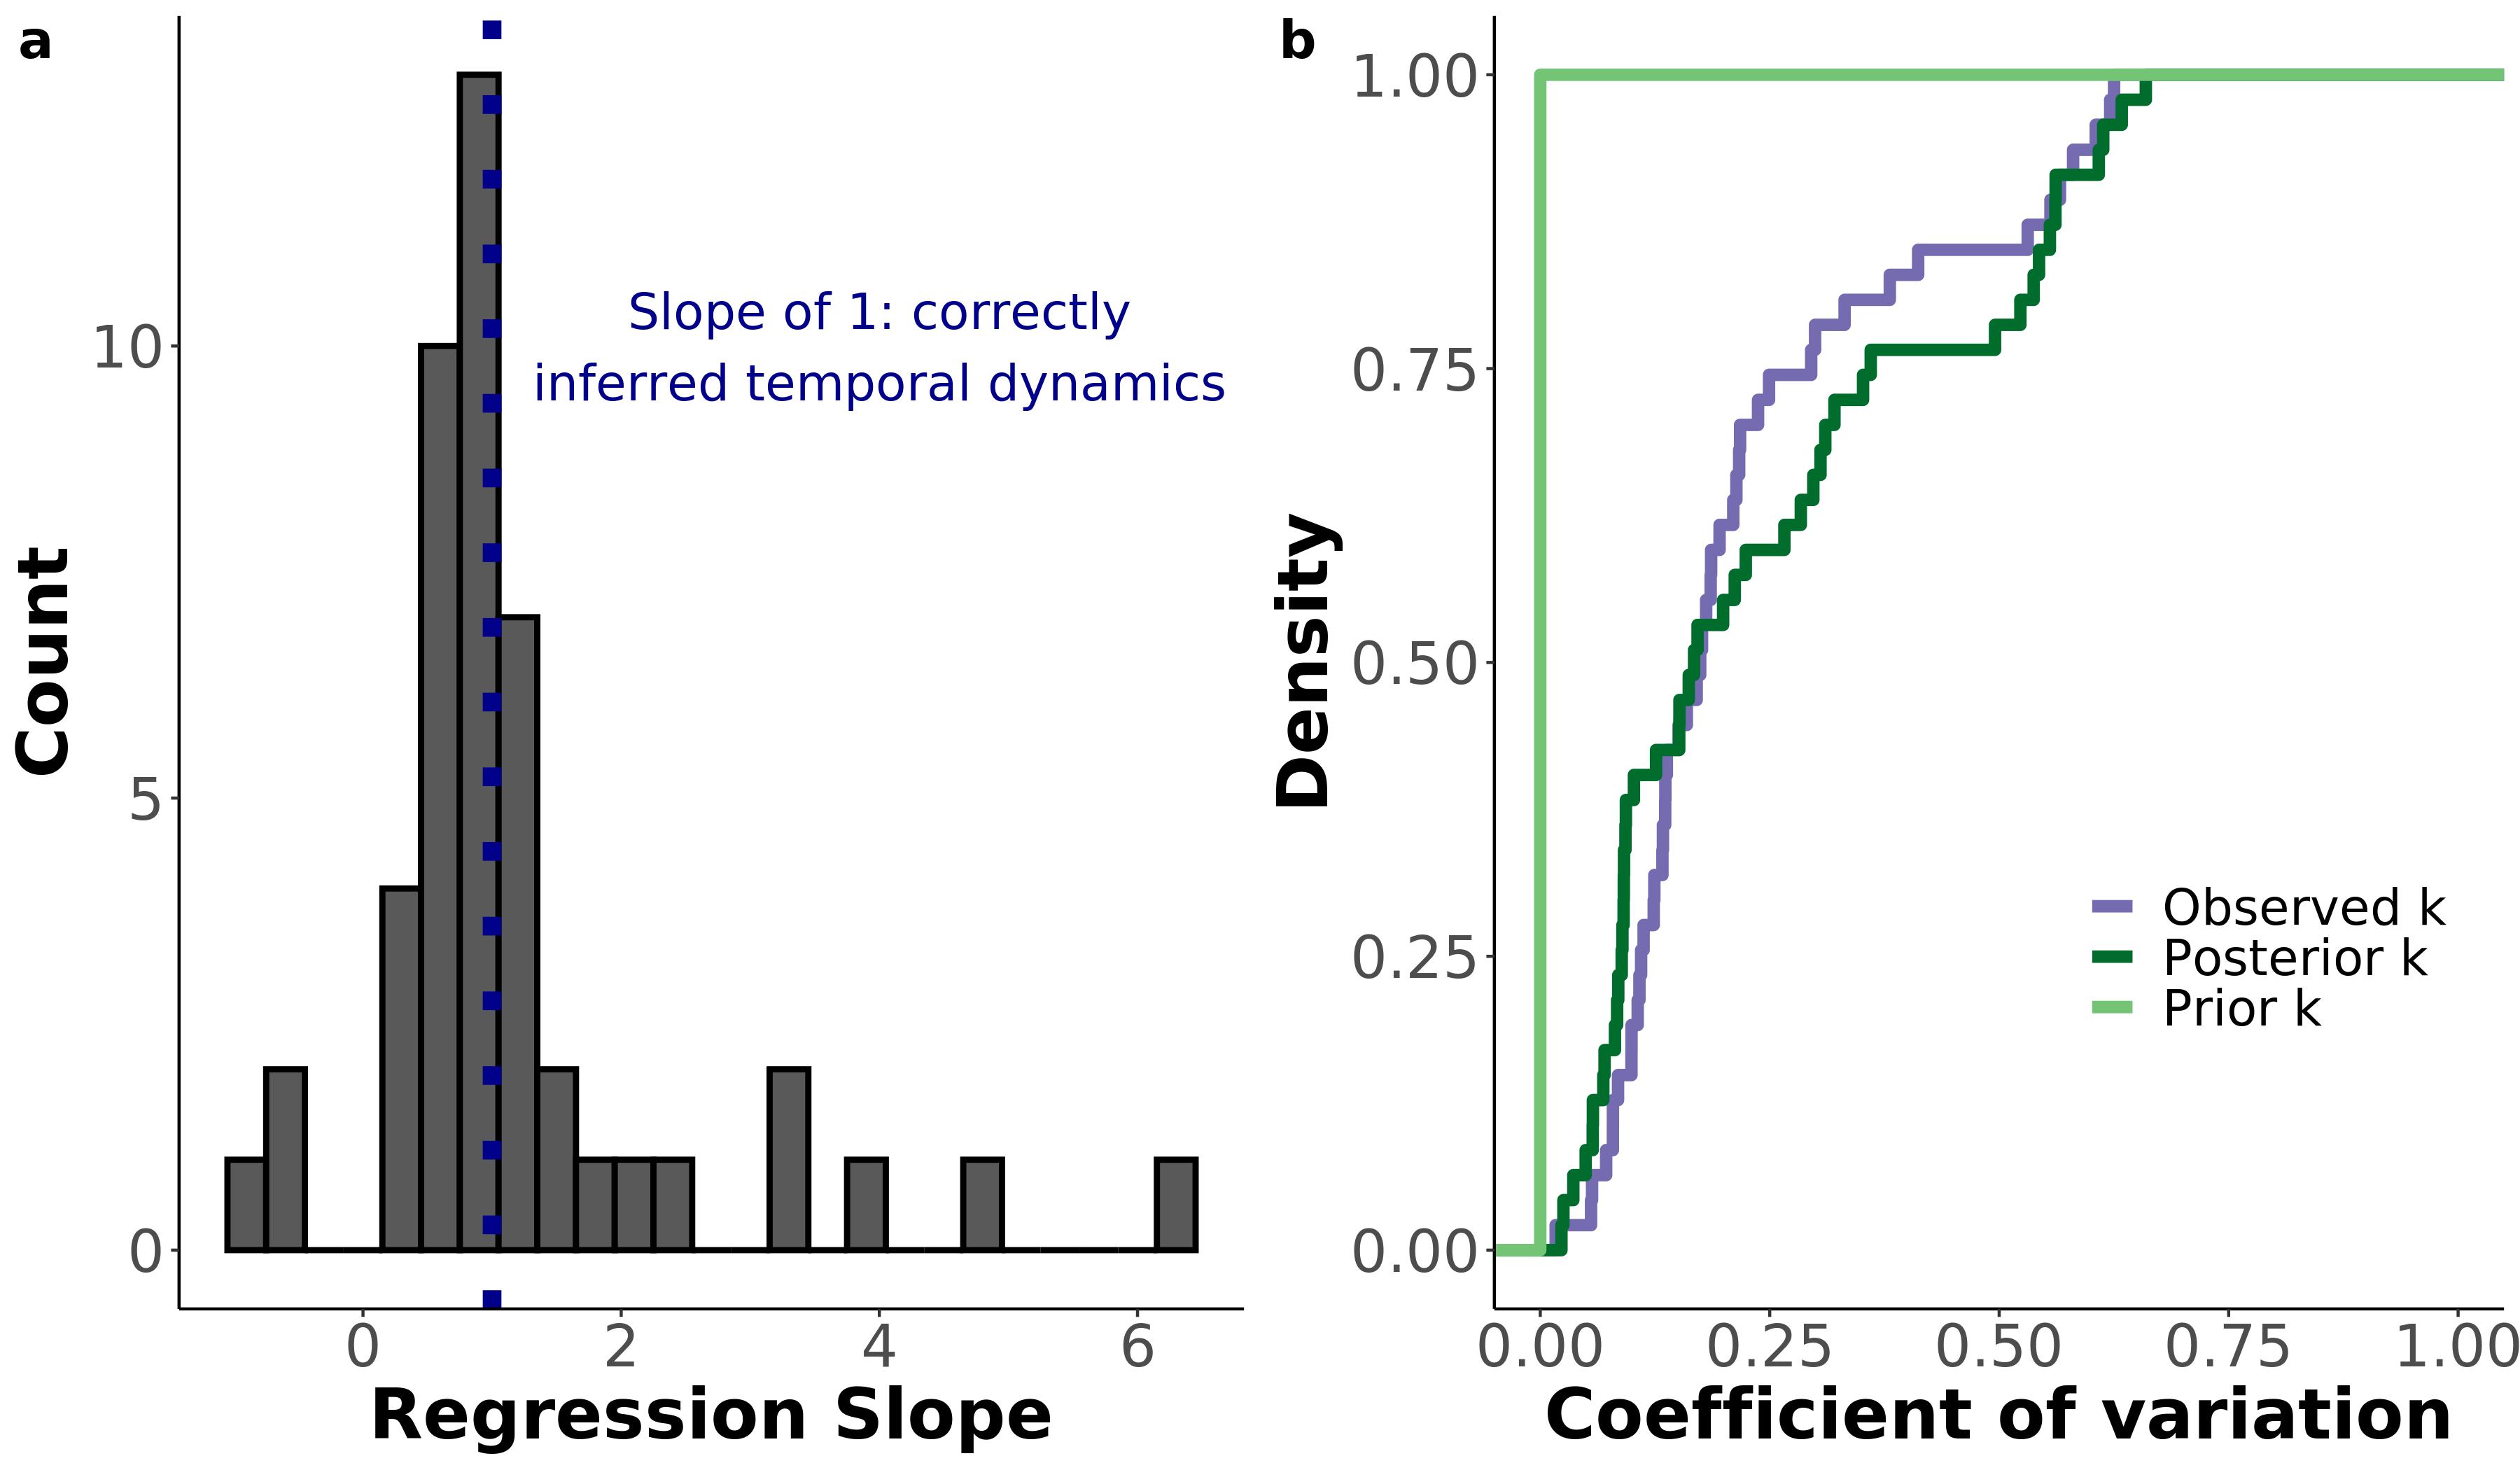 a
Count
10
5
0
Slope of 1: correctly
inferred temporal dynamics
0
2
4
6
Regression Slope
b
Density
1.00
0.75
0.50
0.25
0.00
Observed k
Posterior k
Prior k
0.00
0.25
0.50
0.75
1.00
Coefficient of variation